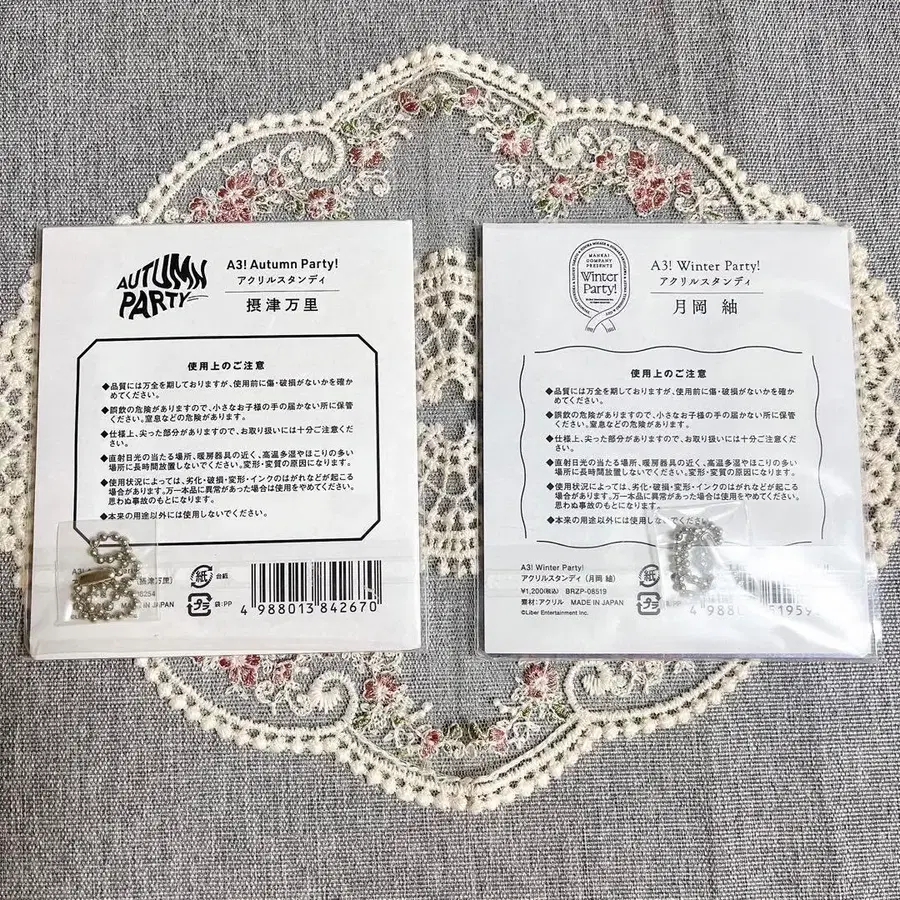 AUTUMN
PARTY
A3! Autumn Party!
アクリルスタンディ
摂津万里
使用上のご注意
◆品質には万全を期しておりますが、使用前に傷・破損がないかを確か
めてください。
◆誤飲の危険がありますので、小さなお子様の手の届かない所に保管
ください。窒息などの危険があります。
◆仕様上、尖った部分がありますので、お取り扱いには十分ご注意くだ
さい。
◆直射日光の当たる場所、暖房器具の近く、高温多湿やほこりの多い
場所に長時間放置しないでください。変形・変質の原因になります。
◆使用状況によっては、劣化・破損・変形・インクのはがれなどが起こる
場合があります。万一本品に異常があった場合は使用をやめてください。
思わぬ事故のもとになります。
◆本来の用途以外には使用しないでください。
(摂津万里)
IN JAPAN
紙 台紙
プラ 袋:PP
4 988013 842670
MANKAI
COMPANY
PRESENTS
Winter
Party!
A3! Winter Party!
アクリルスタンディ
月岡 紬
使用上のご注意
◆品質には万全を期しておりますが、使用前に傷・破損がないかを確か
めてください。
◆誤飲の危険がありますので、小さなお子様の手の届かない所に保管
ください。窒息などの危険があります。
◆仕様上、尖った部分がありますので、お取り扱いには十分ご注意くだ
さい。
◆直射日光の当たる場所、暖房器具の近く、高温多湿やほこりの多い
場所に長時間放置しないでください。変形・変質の原因になります。
◆使用状況によっては、劣化・破損・変形・インクのはがれなどが起こる
場合があります。万一本品に異常があった場合は使用をやめてください。
思わぬ事故のもとになります。
◆本来の用途以外には使用しないでください。
A3! Winter Party!
アクリルスタンディ(月岡 紬)
¥1,200(税込) BRZP-08519
素材:アクリル MADE IN JAPAN
©Liber Entertainment Inc.